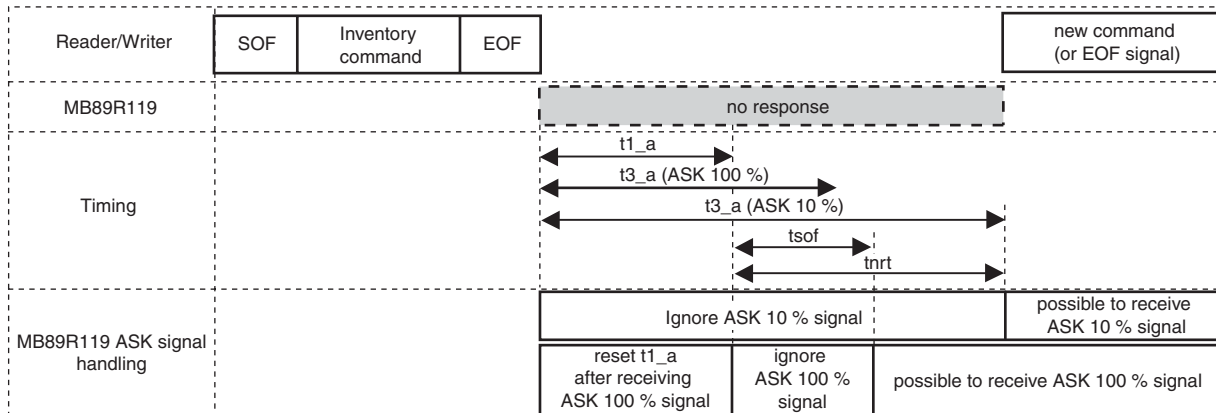 Reader/Writer
SOF
Inventory
command
EOF
new command
(or EOF signal)
MB89R119
no response
Timing
t1_a
t3_a (ASK 100 %)
t3_a (ASK 10 %)
tsof
tnrt
MB89R119 ASK signal
handling
Ignore ASK 10 % signal
possible to receive
ASK 10 % signal
reset t1_a
after receiving
ASK 100 % signal
ignore
ASK 100 %
signal
possible to receive ASK 100 % signal